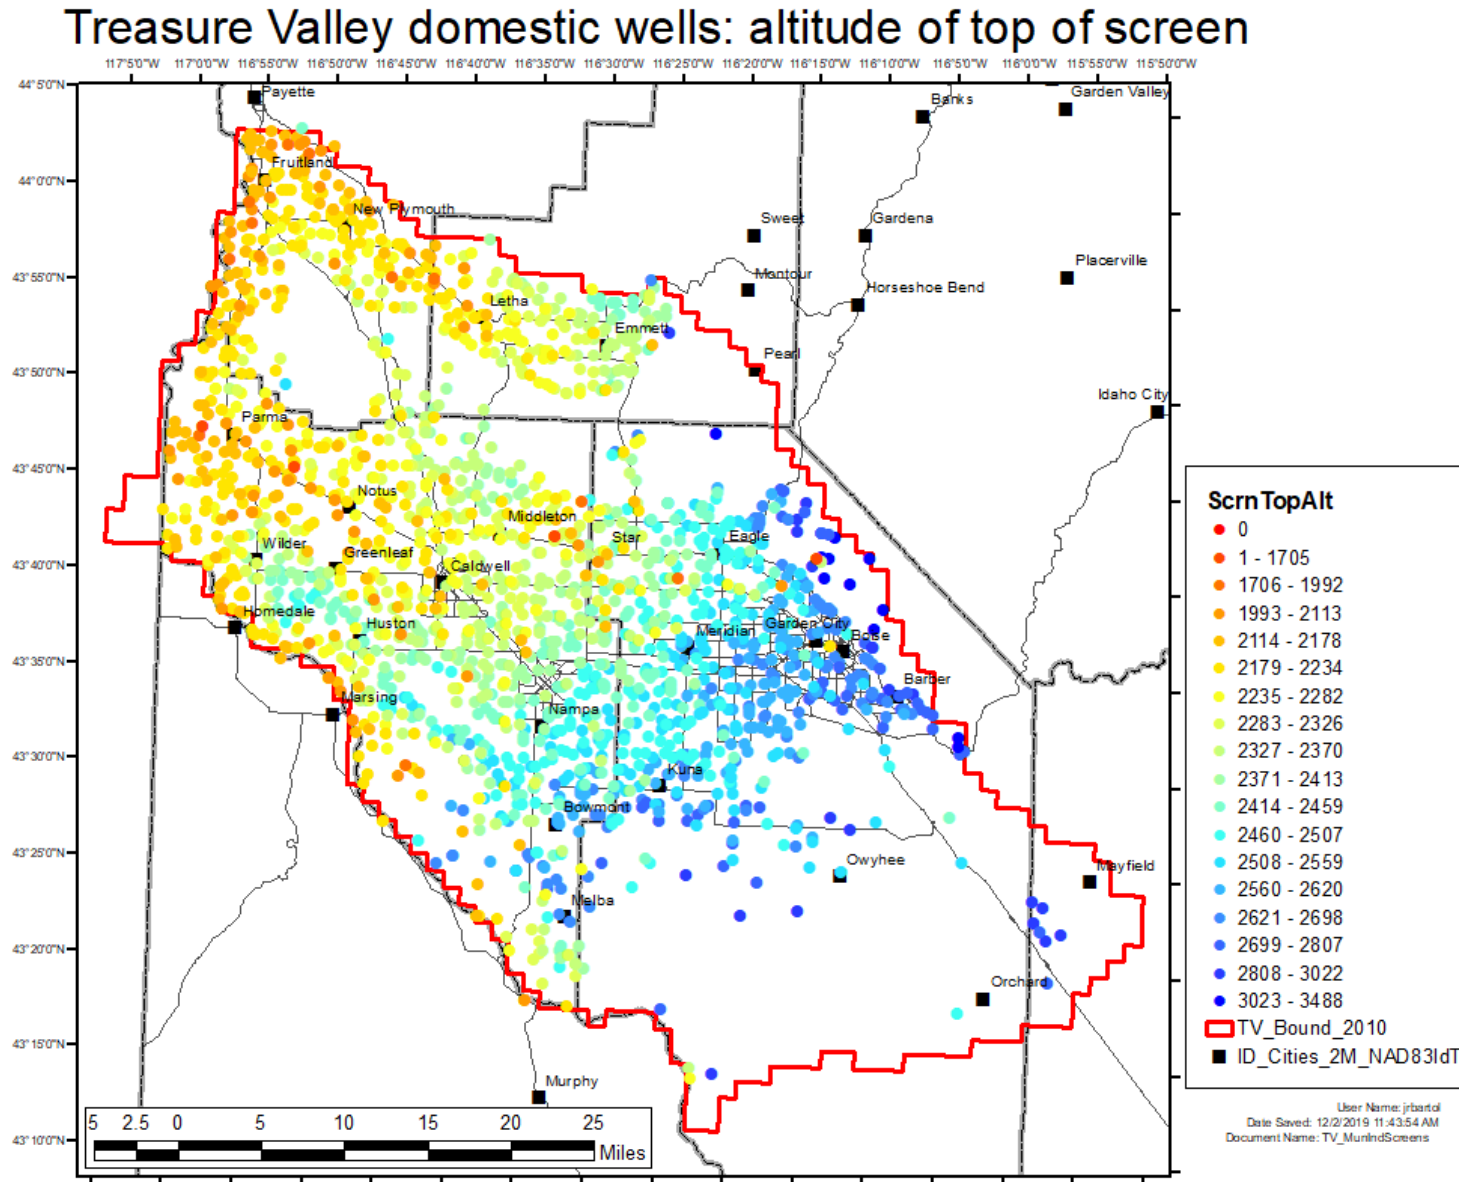 Treasure Valley domestic wells: altitude of top of screen
117°5'0"W 117°0'0"W 116°55'0"W 116°50'0"W 116°45'0"W 116°40'0"W 116°35'0"W 116°30'0"W 116°25'0"W 116°20'0"W 116°15'0"W 116°10'0"W 116°5'0"W 116°0'0"W 115°55'0"W 115°50'0"W
44°5'0"N
44°0'0"N
43°55'0"N
43°50'0"N
43°45'0"N
43°40'0"N
43°35'0"N
43°30'0"N
43°25'0"N
43°20'0"N
43°15'0"N
43°10'0"N
Payette
Banks
Garden Valley
Fruitland
New Plymouth
Sweet
Gardena
Placerville
Montour
Horseshoe Bend
Letha
Emmett
Pearl
Idaho City
Parma
Notus
Middleton
Star
Eagle
Wilder
Greenleaf
Caldwell
Homedale
Huston
Meridian
Garden City
Boise
Barber
Marsing
Nampa
Kuna
Bowmont
Owyhee
Mayfield
Melba
Orchard
Murphy
5 2.5 0 5 10 15 20 25
Miles
ScrnTopAlt
0
1 - 1705
1706 - 1992
1993 - 2113
2114 - 2178
2179 - 2234
2235 - 2282
2283 - 2326
2327 - 2370
2371 - 2413
2414 - 2459
2460 - 2507
2508 - 2559
2560 - 2620
2621 - 2698
2699 - 2807
2808 - 3022
3023 - 3488
TV_Bound_2010
ID_Cities_2M_NAD83IdT
User Name: jrbartol
Date Saved: 12/2/2019 11:43:54 AM
Document Name: TV_MunIndScreens